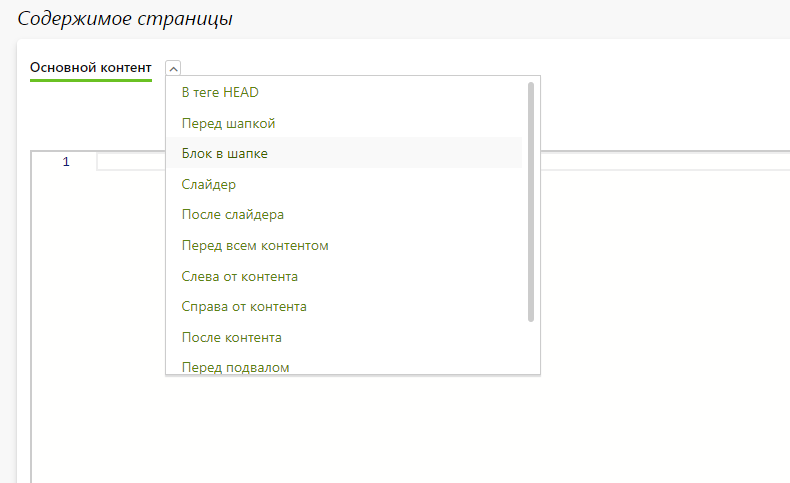 Содержимое страницы
Основной контент
В теге HEAD
Перед шапкой
Блок в шапке
1
Слайдер
После слайдера
Перед всем контентом
Слева от контента
Справа от контента
После контента
Перед подвалом